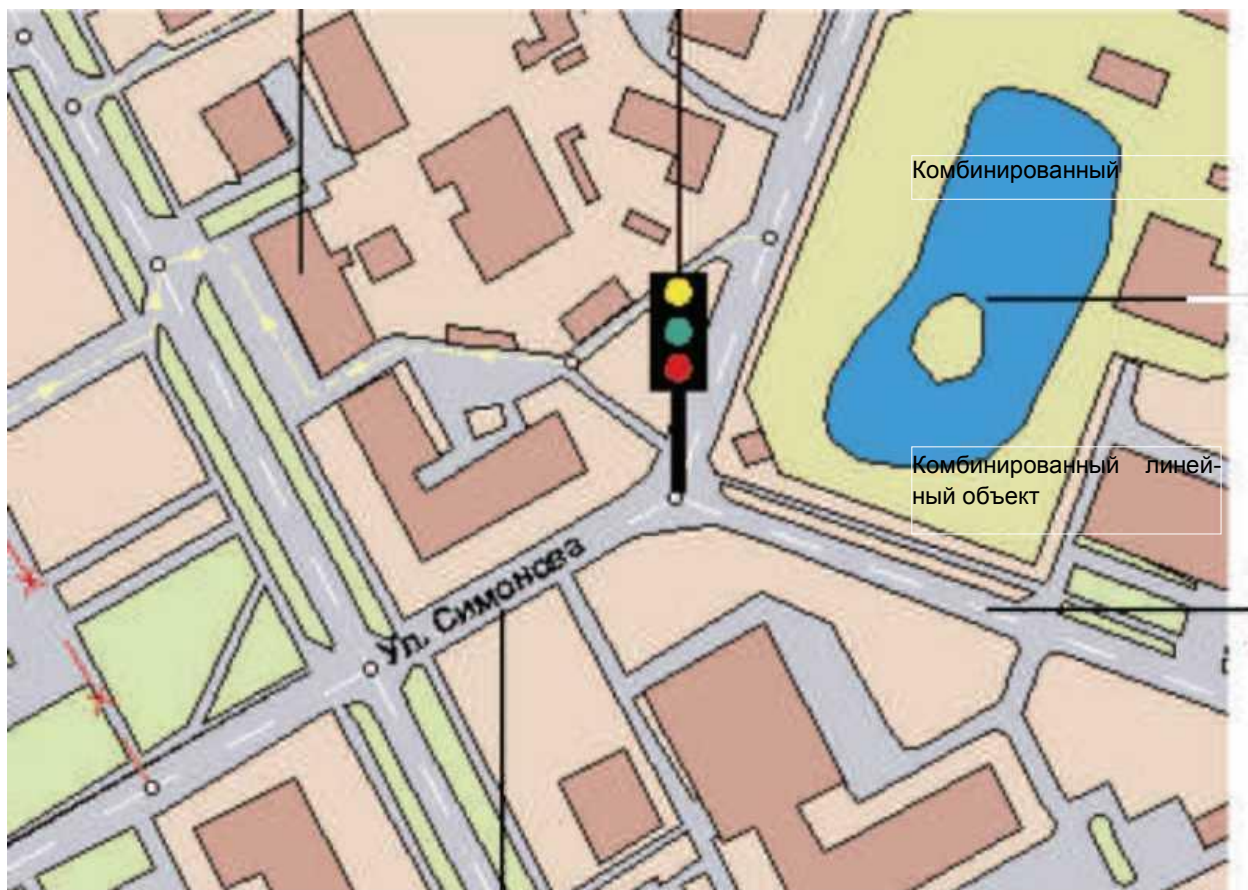 Комбинированный
Комбинированный линей-
ный объект
Ул. Симонова